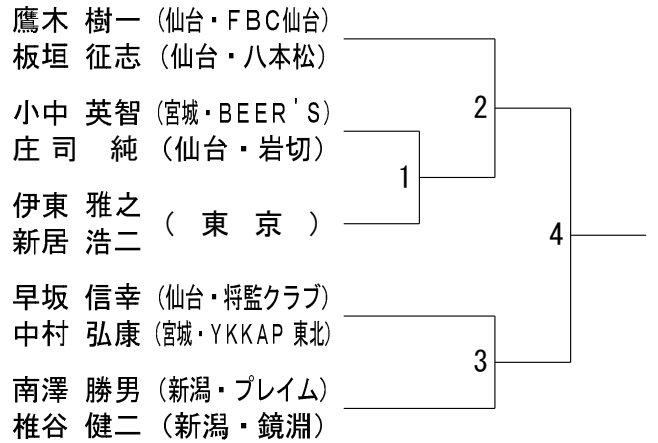 鷹木 樹一 (仙台・FBC仙台)
板垣 征志 (仙台・八本松)
小中 英智 (宮城・BEER'S)
庄司 純 (仙台・岩切)
伊東 雅之
新居 浩二
( 東 京 )
早坂 信幸 (仙台・将監クラブ)
中村 弘康 (宮城・YKKAP 東北)
南澤 勝男 (新潟・プレイム)
椎谷 健二 (新潟・鏡淵)
1
2
3
4